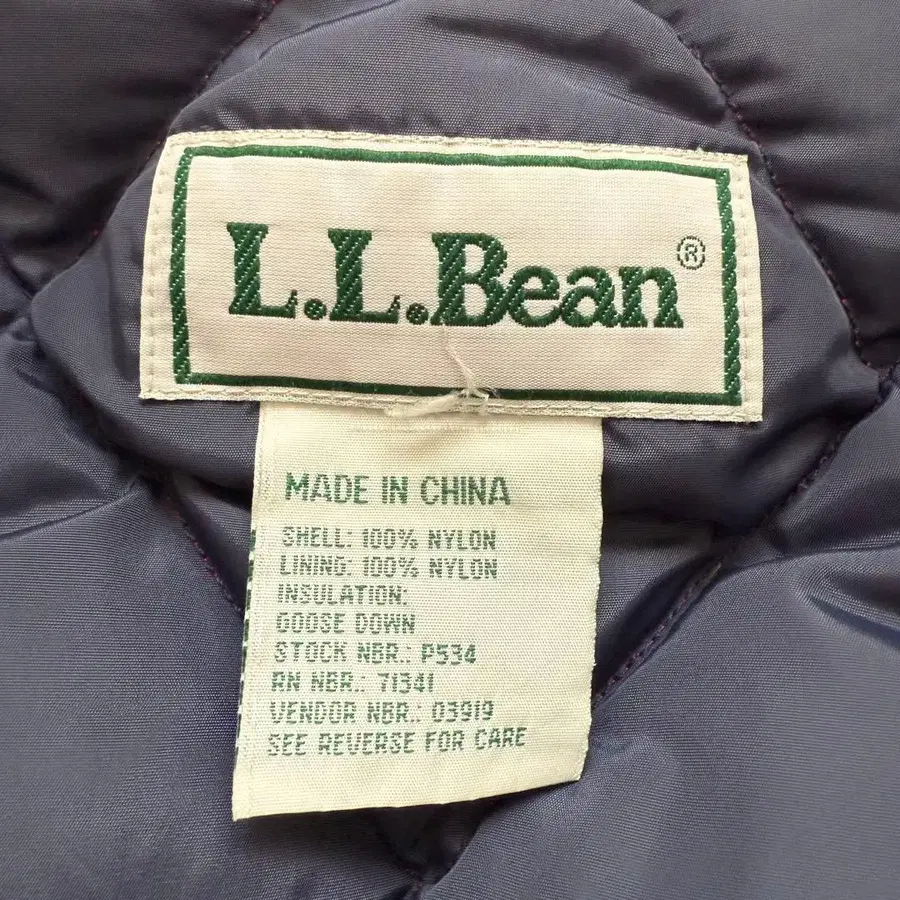 L.L.Bean®
MADE IN CHINA
SHELL: 100% NYLON
LINING: 100% NYLON
INSULATION:
GOOSE DOWN
STOCK NBR.: P534
RN NBR.: 71341
VENDOR NBR.: 03919
SEE REVERSE FOR CARE